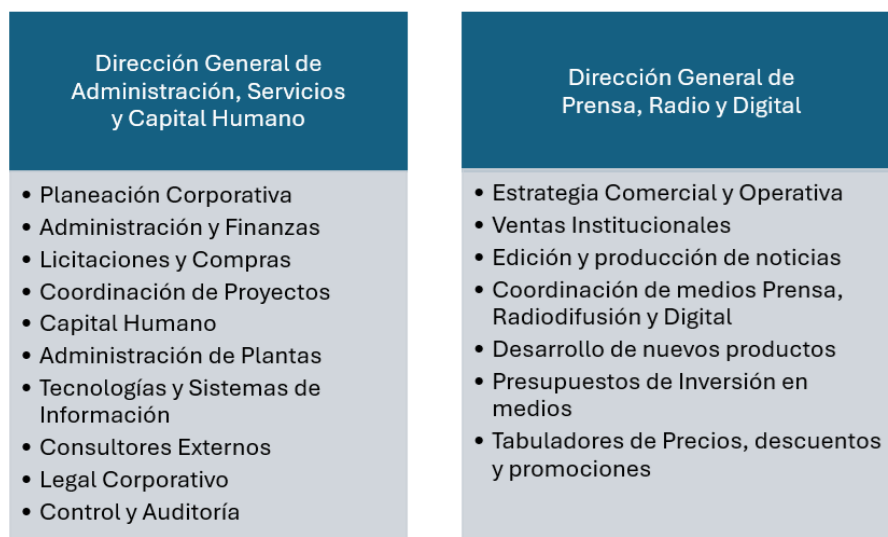 Dirección General de
Administración, Servicios
y Capital Humano
• Planeación Corporativa
• Administración y Finanzas
• Licitaciones y Compras
• Coordinación de Proyectos
• Capital Humano
• Administración de Plantas
• Tecnologías y Sistemas de
Información
• Consultores Externos
• Legal Corporativo
• Control y Auditoría
Dirección General de
Prensa, Radio y Digital
• Estrategia Comercial y Operativa
• Ventas Institucionales
• Edición y producción de noticias
• Coordinación de medios Prensa,
Radiodifusión y Digital
• Desarrollo de nuevos productos
• Presupuestos de Inversión en
medios
• Tabuladores de Precios, descuentos
y promociones